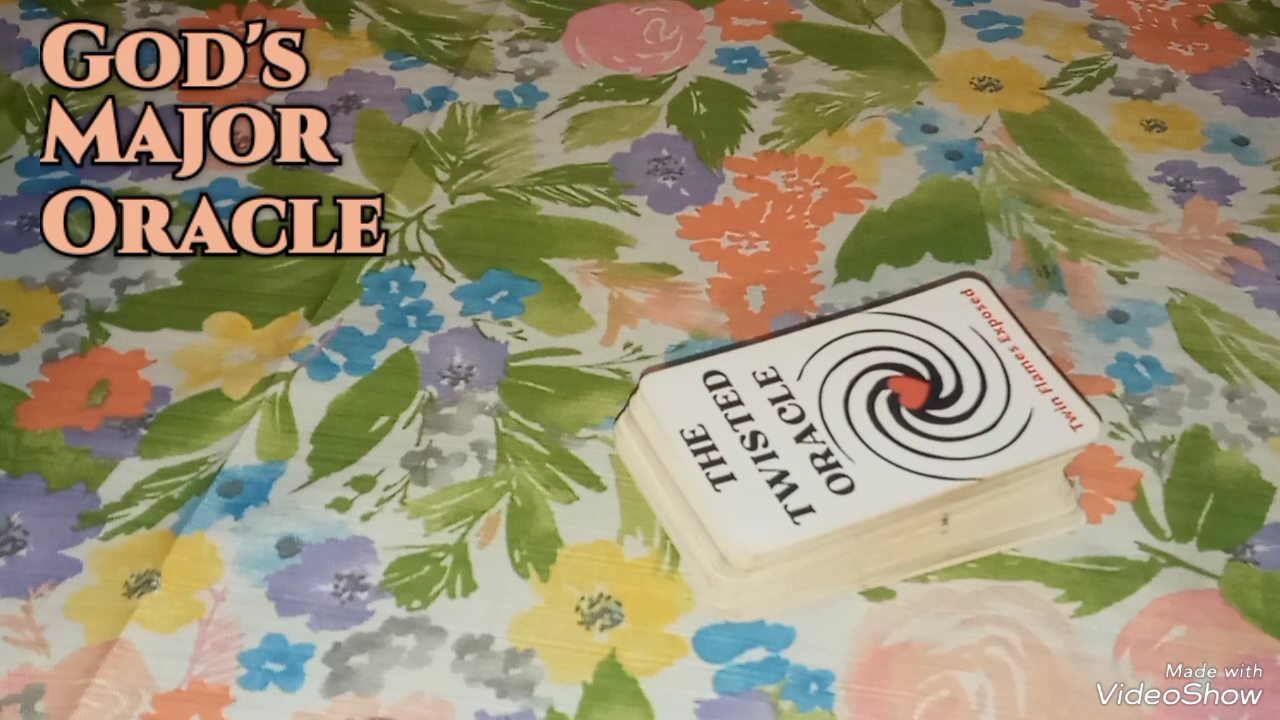 God's
Major
Oracle
THE
TWISTED
ORACLE
Twin Flames Exposed
Made with
VideoShow